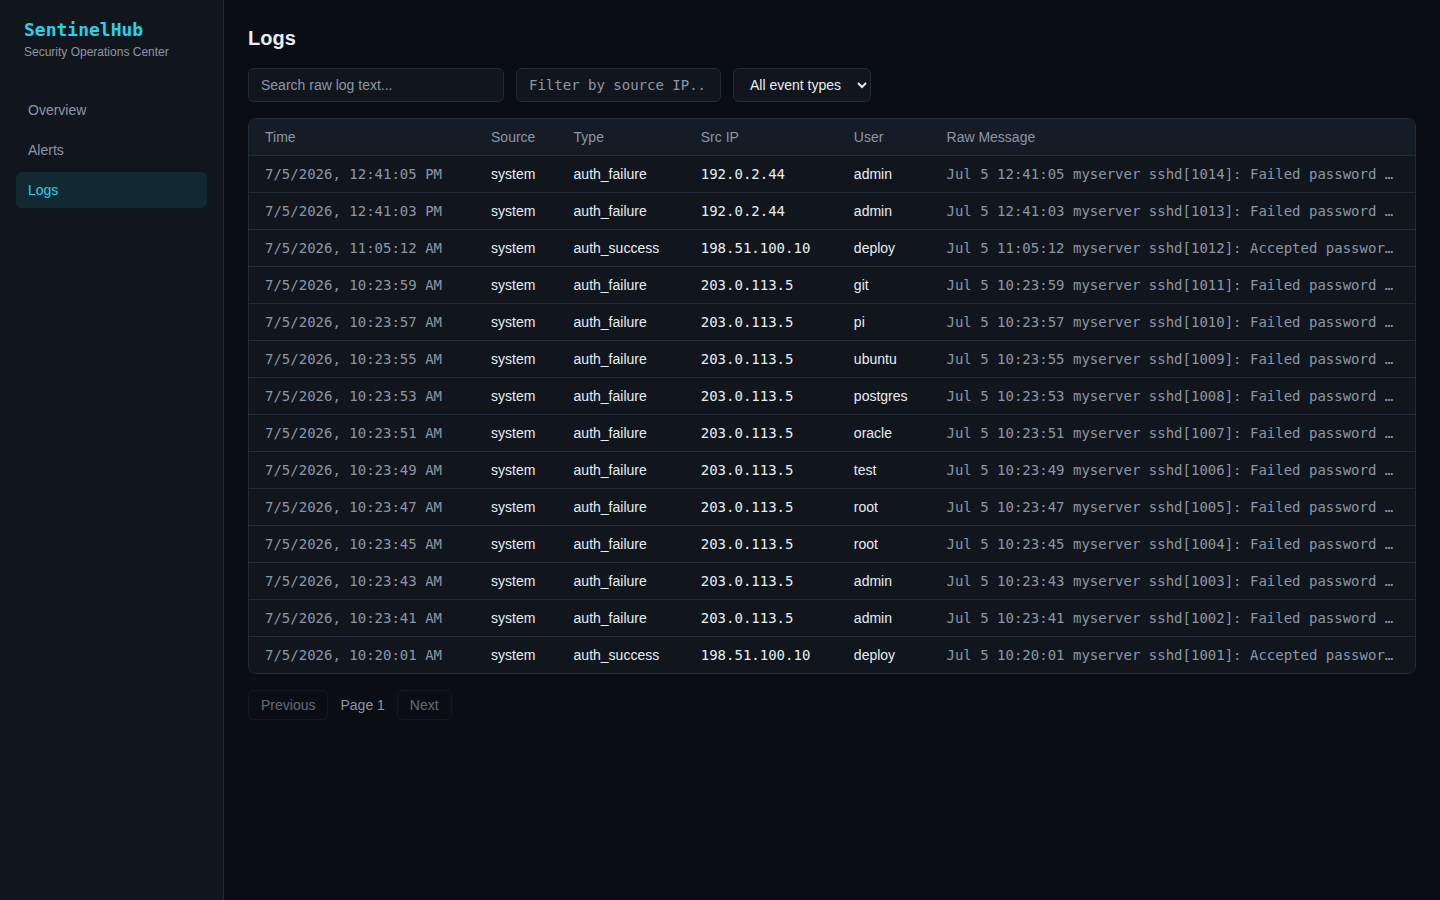 SentinelHub
Security Operations Center
Overview
Alerts
Logs
Logs
Search raw log text...
Filter by source IP..
All event types
Time Source Type Src IP User Raw Message
7/5/2026, 12:41:05 PM system auth_failure 192.0.2.44 admin Jul 5 12:41:05 myserver sshd[1014]: Failed password …
7/5/2026, 12:41:03 PM system auth_failure 192.0.2.44 admin Jul 5 12:41:03 myserver sshd[1013]: Failed password …
7/5/2026, 11:05:12 AM system auth_success 198.51.100.10 deploy Jul 5 11:05:12 myserver sshd[1012]: Accepted passwor…
7/5/2026, 10:23:59 AM system auth_failure 203.0.113.5 git Jul 5 10:23:59 myserver sshd[1011]: Failed password …
7/5/2026, 10:23:57 AM system auth_failure 203.0.113.5 pi Jul 5 10:23:57 myserver sshd[1010]: Failed password …
7/5/2026, 10:23:55 AM system auth_failure 203.0.113.5 ubuntu Jul 5 10:23:55 myserver sshd[1009]: Failed password …
7/5/2026, 10:23:53 AM system auth_failure 203.0.113.5 postgres Jul 5 10:23:53 myserver sshd[1008]: Failed password …
7/5/2026, 10:23:51 AM system auth_failure 203.0.113.5 oracle Jul 5 10:23:51 myserver sshd[1007]: Failed password …
7/5/2026, 10:23:49 AM system auth_failure 203.0.113.5 test Jul 5 10:23:49 myserver sshd[1006]: Failed password …
7/5/2026, 10:23:47 AM system auth_failure 203.0.113.5 root Jul 5 10:23:47 myserver sshd[1005]: Failed password …
7/5/2026, 10:23:45 AM system auth_failure 203.0.113.5 root Jul 5 10:23:45 myserver sshd[1004]: Failed password …
7/5/2026, 10:23:43 AM system auth_failure 203.0.113.5 admin Jul 5 10:23:43 myserver sshd[1003]: Failed password …
7/5/2026, 10:23:41 AM system auth_failure 203.0.113.5 admin Jul 5 10:23:41 myserver sshd[1002]: Failed password …
7/5/2026, 10:20:01 AM system auth_success 198.51.100.10 deploy Jul 5 10:20:01 myserver sshd[1001]: Accepted passwor…
Previous Page 1 Next